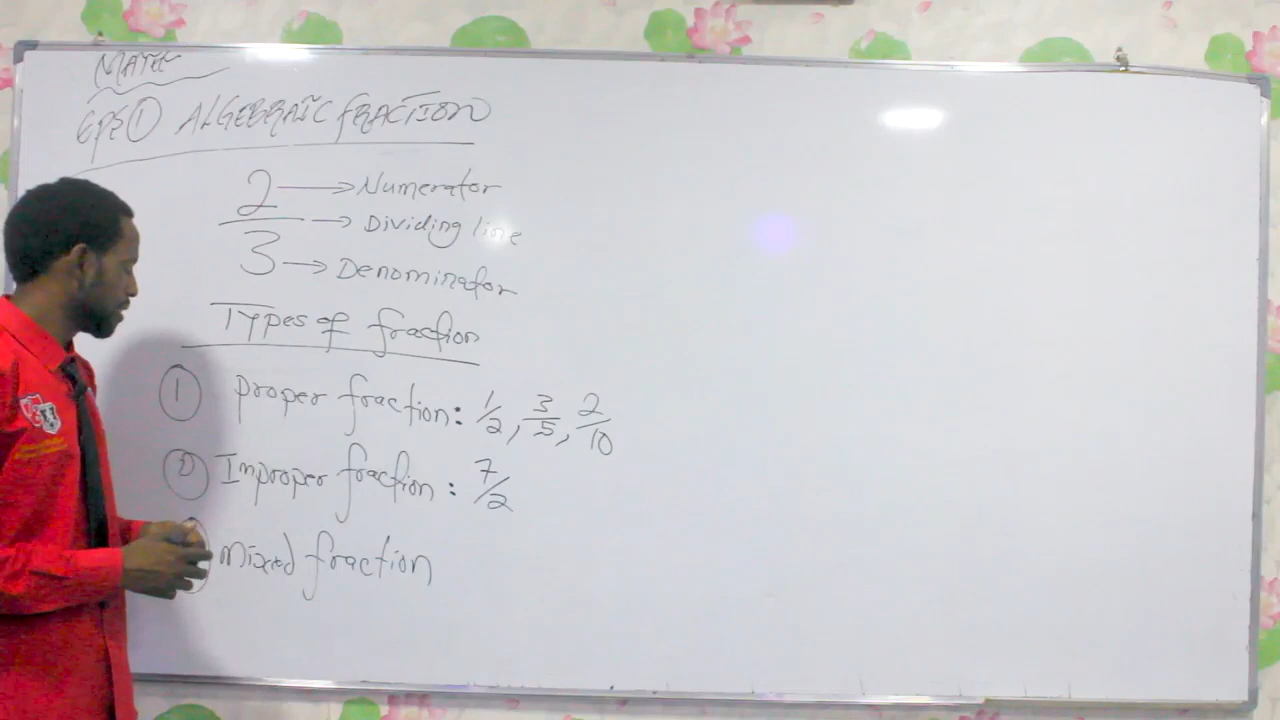 MATH
EPS ① ALGEBRAIC FRACTION
2 → Numerator
→ Dividing line
3 → Denominator
Types of fraction
① proper fraction: 1/2, 3/5, 2/10
② Improper fraction: 7/2
mixed fraction